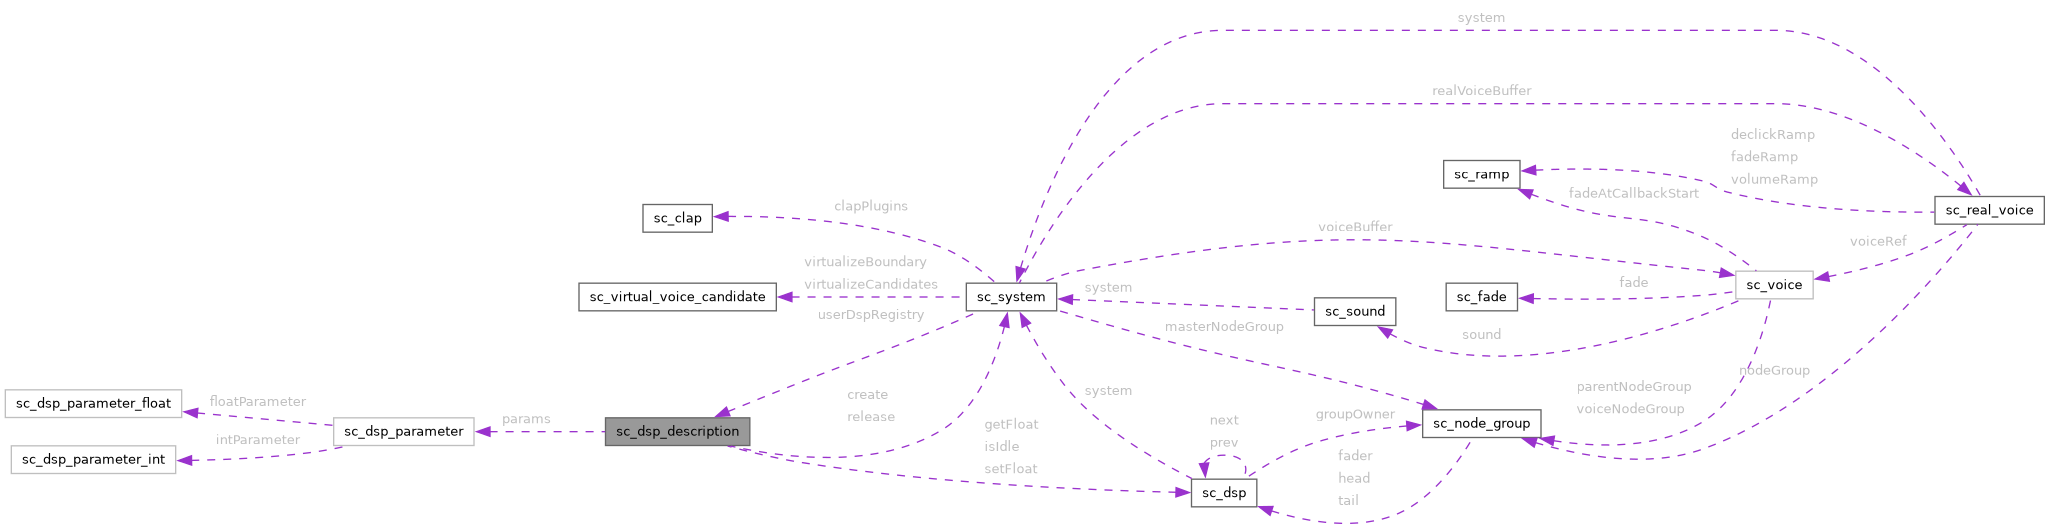 system
realVoiceBuffer
declickRamp
fadeRamp
volumeRamp
sc_ramp
fadeAtCallbackStart
sc_real_voice
clapPlugins
sc_clap
voiceBuffer
voiceRef
virtualizeBoundary
virtualizeCandidates
sc_virtual_voice_candidate
sc_system
system
sc_sound
sc_fade
fade
sc_voice
userDspRegistry
masterNodeGroup
sound
nodeGroup
parentNodeGroup
voiceNodeGroup
create
release
system
floatParameter
sc_dsp_parameter_float
intParameter
sc_dsp_parameter_int
sc_dsp_parameter
params
sc_dsp_description
getFloat
isIdle
setFloat
next
prev
groupOwner
sc_node_group
fader
head
tail
sc_dsp